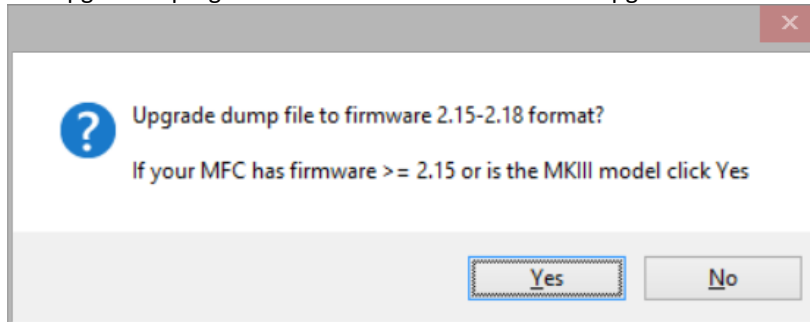 Upgrade dump file to firmware 2.15-2.18 format?
If your MFC has firmware >= 2.15 or is the MKIII model click Yes
Yes
No